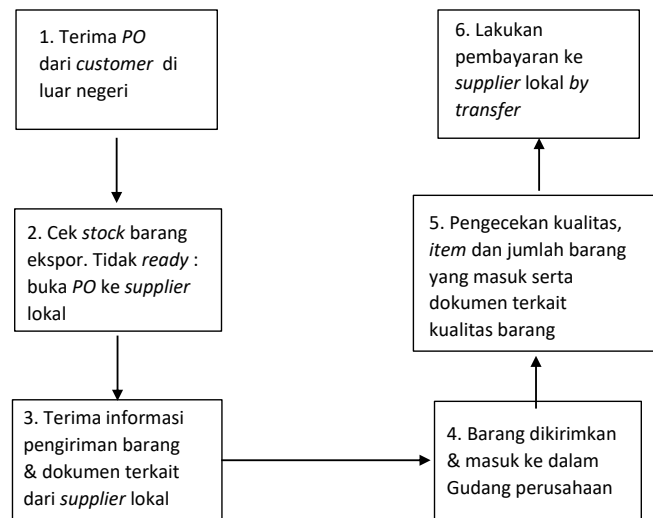 1. Terima PO
dari customer di
luar negeri
2. Cek stock barang
ekspor. Tidak ready :
buka PO ke supplier
lokal
3. Terima informasi
pengiriman barang
& dokumen terkait
dari supplier lokal
4. Barang dikirimkan
& masuk ke dalam
Gudang perusahaan
5. Pengecekan kualitas,
item dan jumlah barang
yang masuk serta
dokumen terkait
kualitas barang
6. Lakukan
pembayaran ke
supplier lokal by
transfer